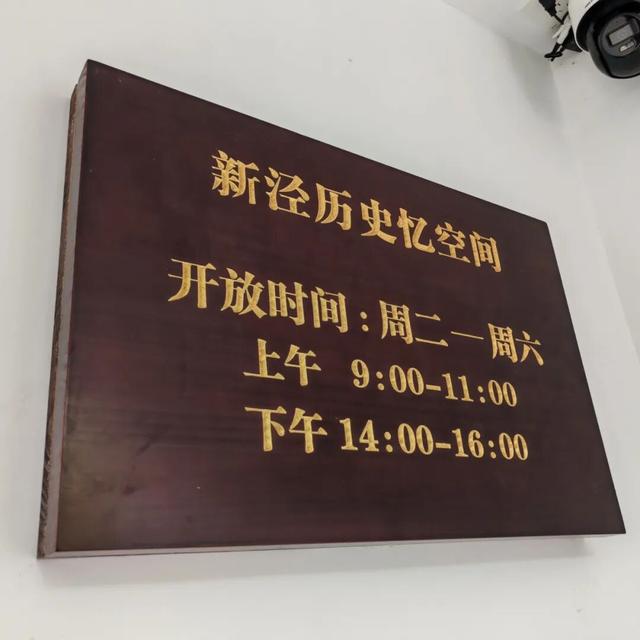 新泾历史忆空间
开放时间：周二—周六
上午 9:00-11:00
下午 14:00-16:00